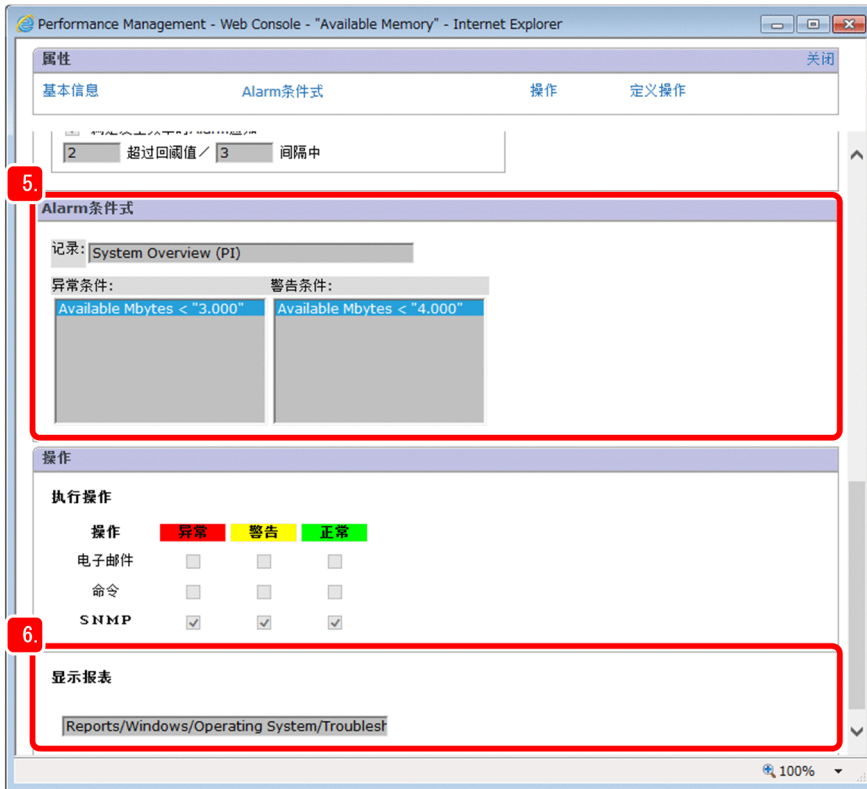 Performance Management - Web Console - "Available Memory" - Internet Explorer
属性 关闭
基本信息 Alarm条件式 操作 定义操作
2 超过回阈值／ 3 间隔中
5.
Alarm条件式
记录: System Overview (PI)
异常条件: 警告条件:
Available Mbytes < "3.000" Available Mbytes < "4.000"
操作
执行操作
操作 异常 警告 正常
电子邮件
命令
SNMP
6.
显示报表
Reports/Windows/Operating System/Troublesh
100%